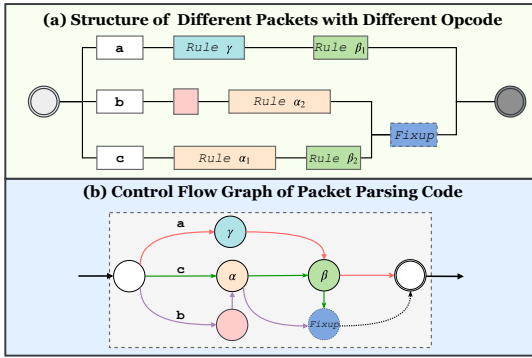 (a) Structure of Different Packets with Different Opcode
a Rule γ Rule β1
b Rule α2
Fixup
c Rule α1 Rule β2
(b) Control Flow Graph of Packet Parsing Code
a γ
c α β
b Fixup